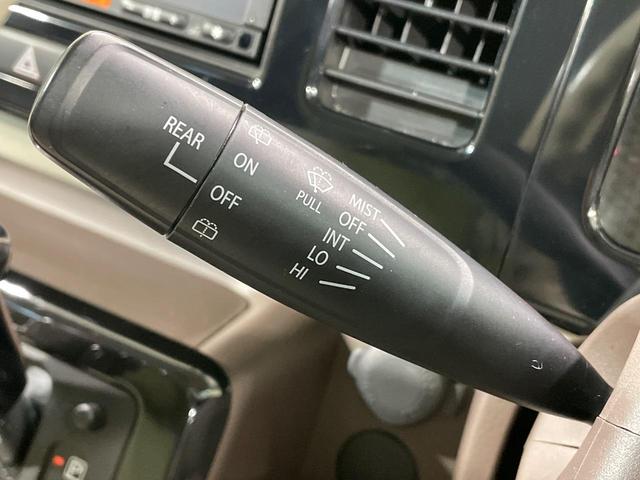 REAR
ON
OFF
PULL
MIST
OFF
INT
LO
HI
P